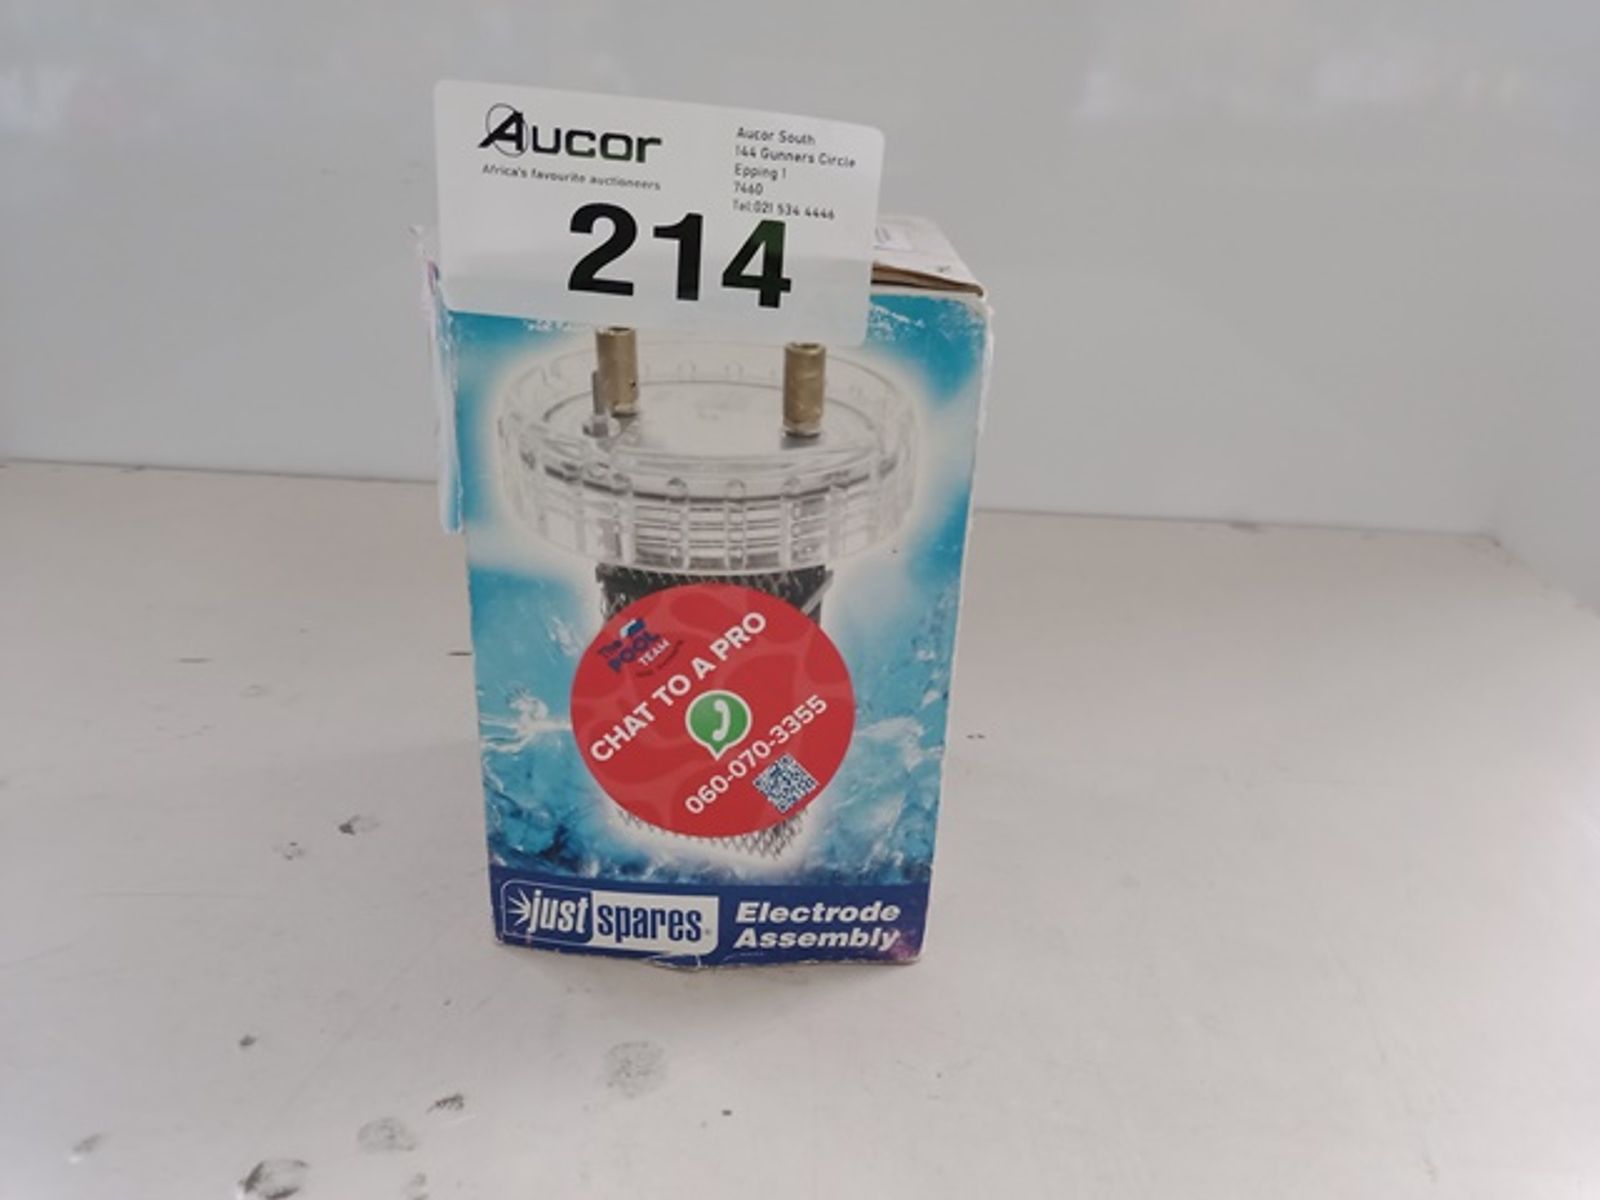 Aucor
Africa's favourite auctioneers
Aucor South
144 Gunners Circle
Epping 1
7460
Tel:021 534 4446
214
The
POOL
TEAM
CHAT TO A PRO
060-070-3355
just spares
Electrode
Assembly